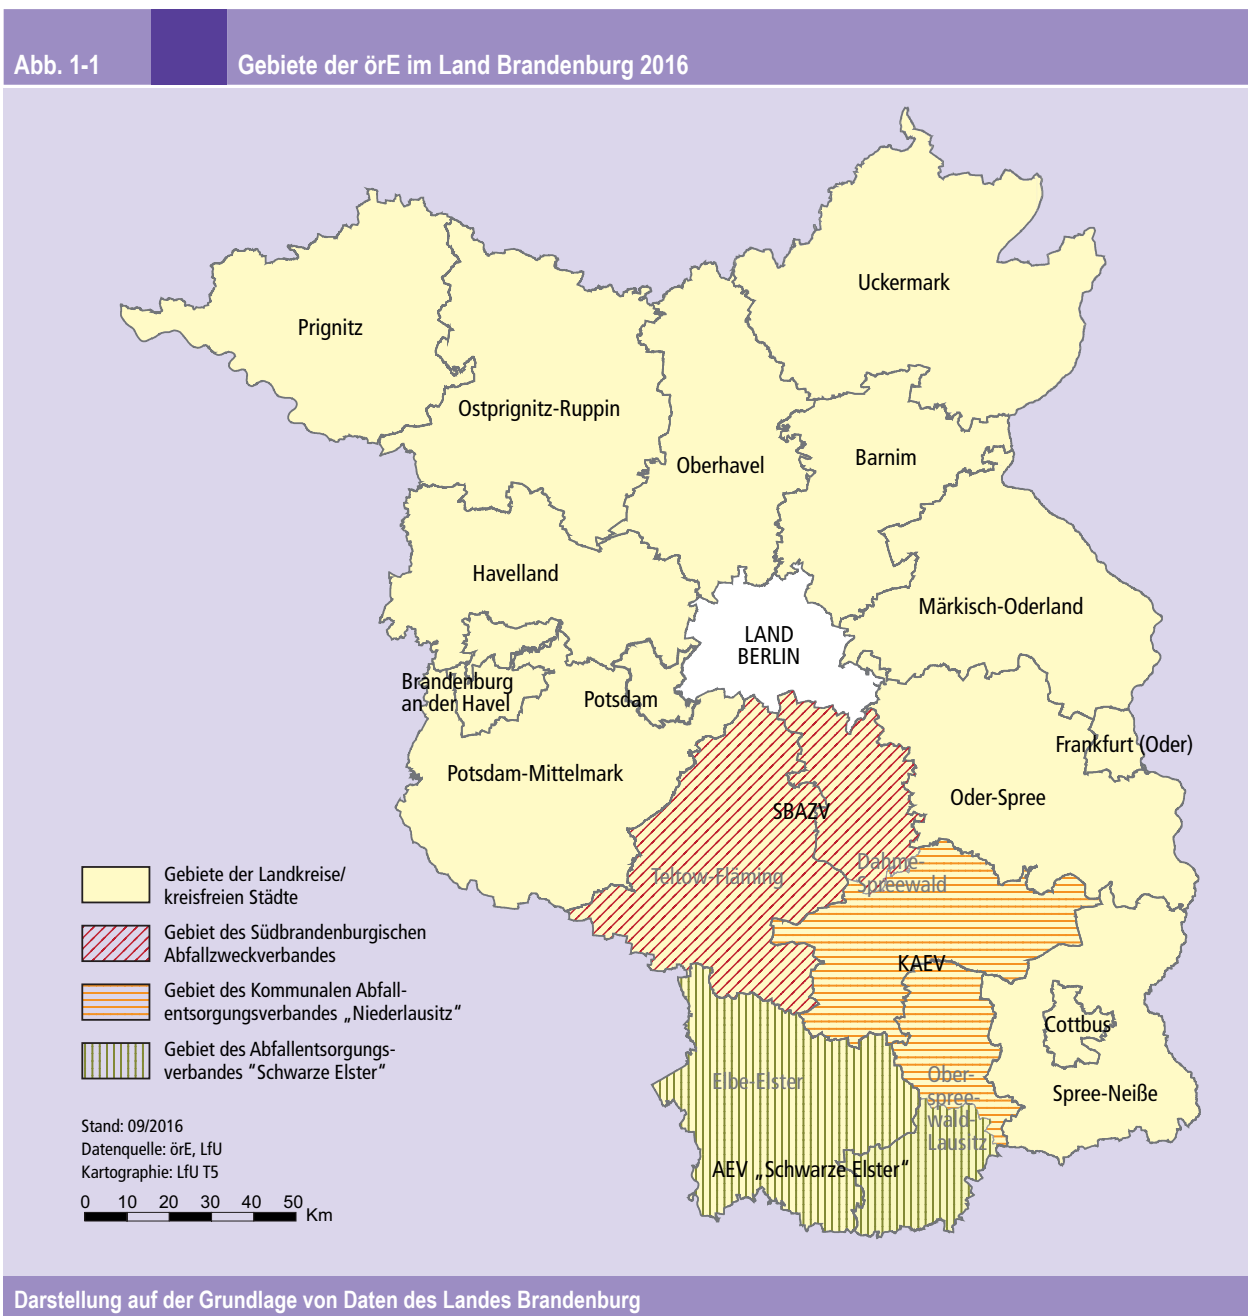 Abb. 1-1
Gebiete der örE im Land Brandenburg 2016
Uckermark
Prignitz
Ostprignitz-Ruppin
Oberhavel
Barnim
Havelland
Märkisch-Oderland
LAND
BERLIN
Brandenburg
an der Havel
Potsdam
Frankfurt (Oder)
Potsdam-Mittelmark
Oder-Spree
SBAZV
Teltow-Fläming
Dahme-
Spreewald
KAEV
Cottbus
Elbe-Elster
Ober-
spree-
wald-
Lausitz
Spree-Neiße
AEV „Schwarze Elster“
Gebiete der Landkreise/
kreisfreien Städte
Gebiet des Südbrandenburgischen
Abfallzweckverbandes
Gebiet des Kommunalen Abfall-
entsorgungsverbandes „Niederlausitz“
Gebiet des Abfallentsorgungs-
verbandes “Schwarze Elster”
Stand: 09/2016
Datenquelle: örE, LfU
Kartographie: LfU T5
0 10 20 30 40 50 Km
Darstellung auf der Grundlage von Daten des Landes Brandenburg